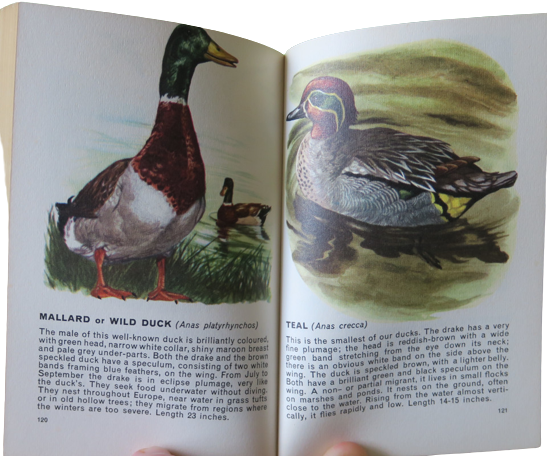 MALLARD or WILD DUCK (Anas platyrhynchos)
The male of this well-known duck is brilliantly coloured,
with green head, narrow white collar, shiny maroon breast
and pale grey under-parts. Both the drake and the brown
speckled duck have a speculum, consisting of two white
bands framing blue feathers, on the wing. From July to
September the drake is in eclipse plumage, very like
the duck's. They seek food underwater without diving.
They nest throughout Europe, near water in grass tufts
or in old hollow trees; they migrate from regions where
the winters are too severe. Length 23 inches.
120
TEAL (Anas crecca)
This is the smallest of our ducks. The drake has a very
fine plumage; the head is reddish-brown with a wide
green band stretching from the eye down its neck;
there is an obvious white band on the side above the
wing. The duck is speckled brown, with a lighter belly.
Both have a brilliant green and black speculum on the
wing. A non- or partial migrant, it lives in small flocks
on marshes and ponds. It nests on the ground, often
close to the water. Rising from the water almost verti-
cally, it flies rapidly and low. Length 14-15 inches.
121